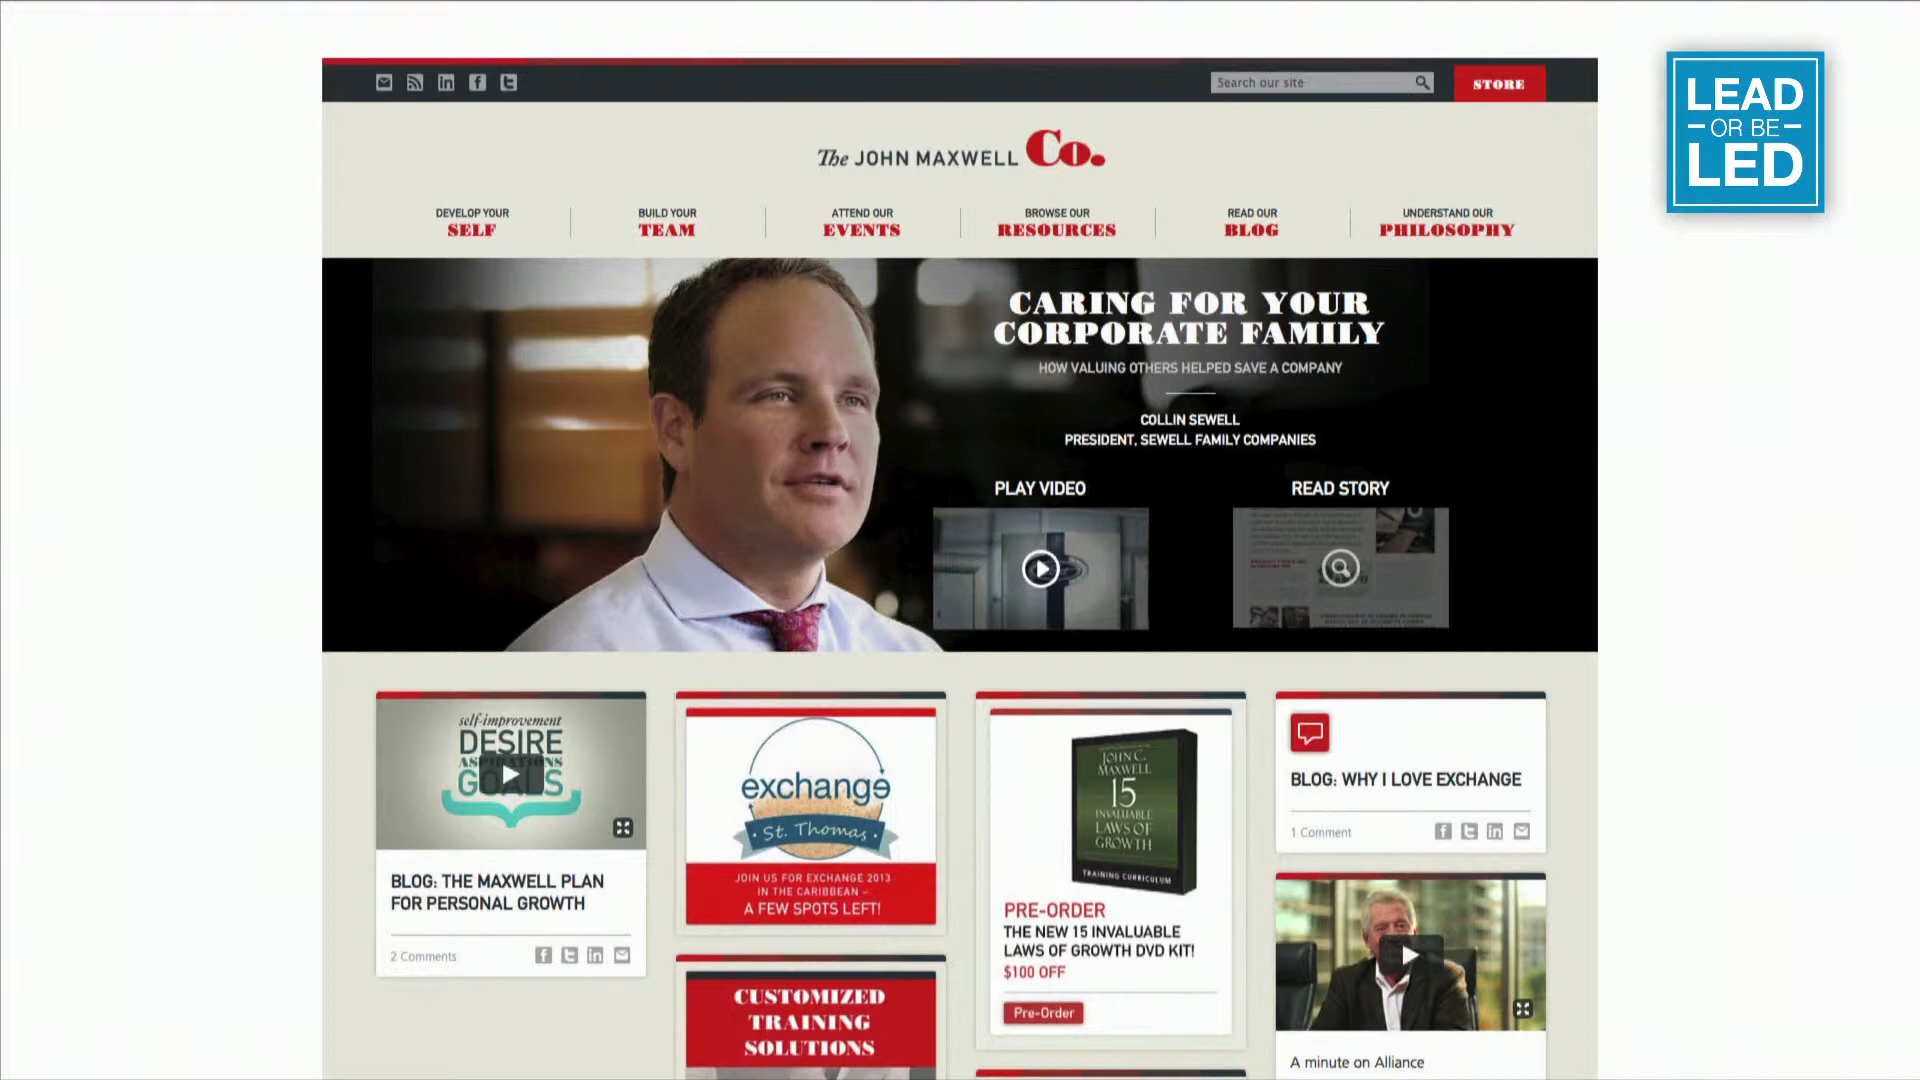 Search our site
STORE
LEAD
OR BE
LED
The JOHN MAXWELL Co.
DEVELOP YOUR
SELF
BUILD YOUR
TEAM
ATTEND OUR
EVENTS
BROWSE OUR
RESOURCES
READ OUR
BLOG
UNDERSTAND OUR
PHILOSOPHY
CARING FOR YOUR
CORPORATE FAMILY
HOW VALUING OTHERS HELPED SAVE A COMPANY
COLLIN SEWELL
PRESIDENT, SEWELL FAMILY COMPANIES
PLAY VIDEO
READ STORY
self-improvement
DESIRE
ASPIRATIONS
GOALS
BLOG: THE MAXWELL PLAN
FOR PERSONAL GROWTH
2 Comments
exchange
St. Thomas
JOIN US FOR EXCHANGE 2013
IN THE CARIBBEAN –
A FEW SPOTS LEFT!
CUSTOMIZED
TRAINING
SOLUTIONS
JOHN C.
MAXWELL
15
INVALUABLE
LAWS OF
GROWTH
TRAINING CURRICULUM
PRE-ORDER
THE NEW 15 INVALUABLE
LAWS OF GROWTH DVD KIT!
$100 OFF
Pre-Order
BLOG: WHY I LOVE EXCHANGE
1 Comment
A minute on Alliance